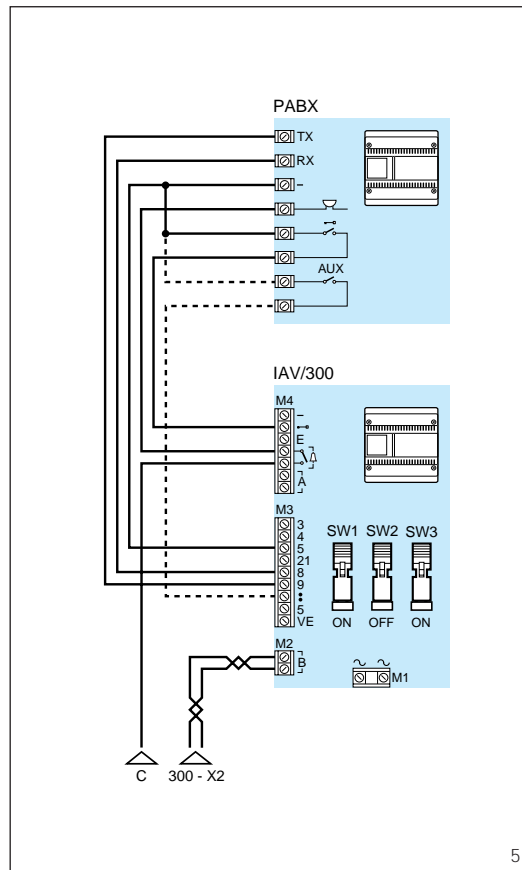 PABX
TX
RX
–
AUX
IAV/300
M4
–
E
A
M3
3
4
5
21
8
9
5
VE
SW1 SW2 SW3
ON OFF ON
M2
B
M1
C 300 - X2
5